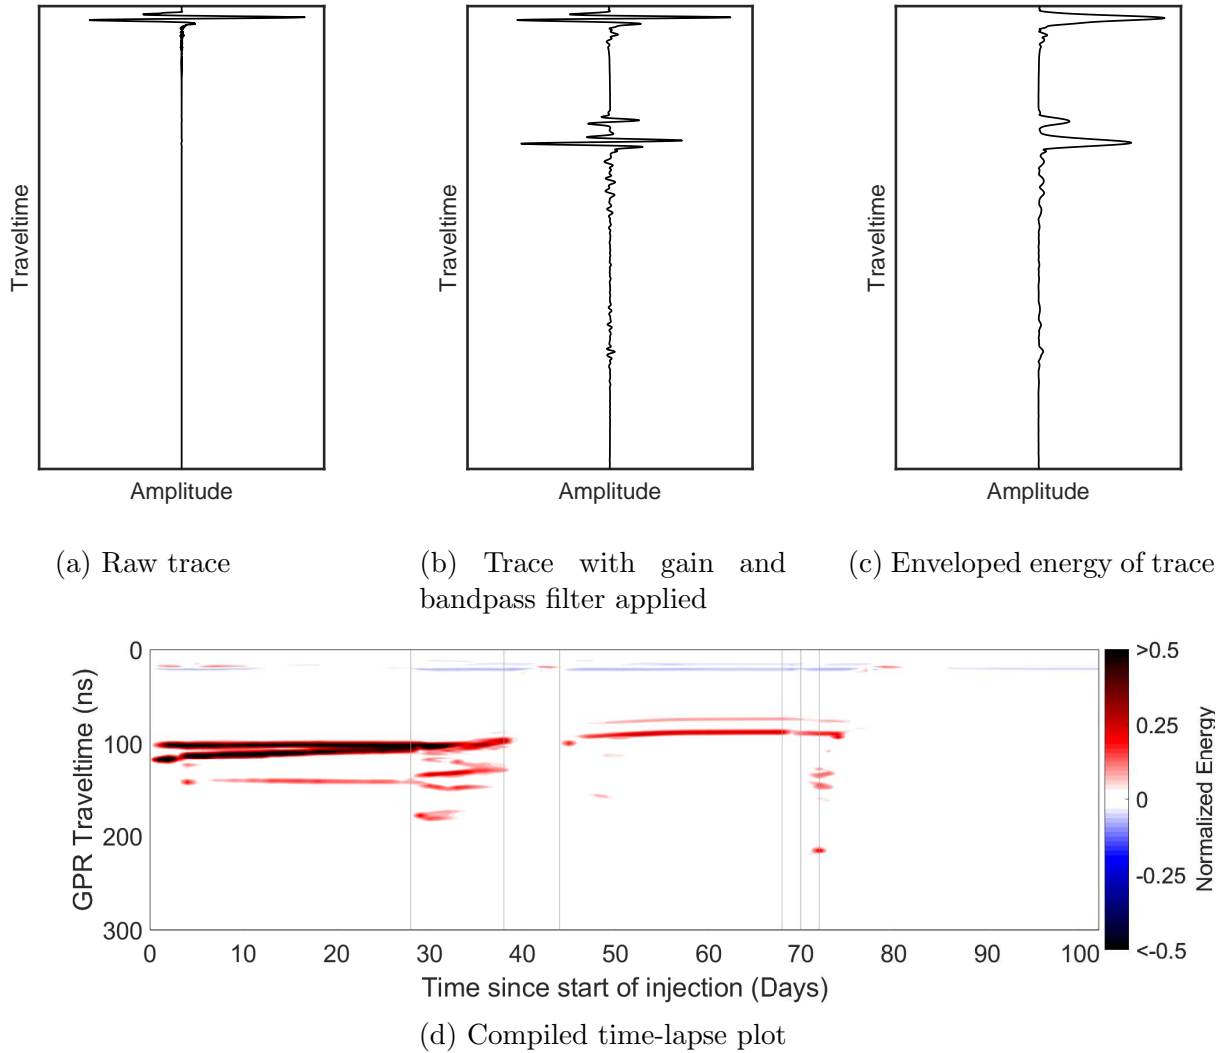 Traveltime
Amplitude
(a) Raw trace
Traveltime
Amplitude
(b) Trace with gain and
bandpass filter applied
Traveltime
Amplitude
(c) Enveloped energy of trace
GPR Traveltime (ns)
0
100
200
300
0 10 20 30 40 50 60 70 80 90 100
Time since start of injection (Days)
>0.5
0.25
0
-0.25
<-0.5
Normalized Energy
(d) Compiled time-lapse plot